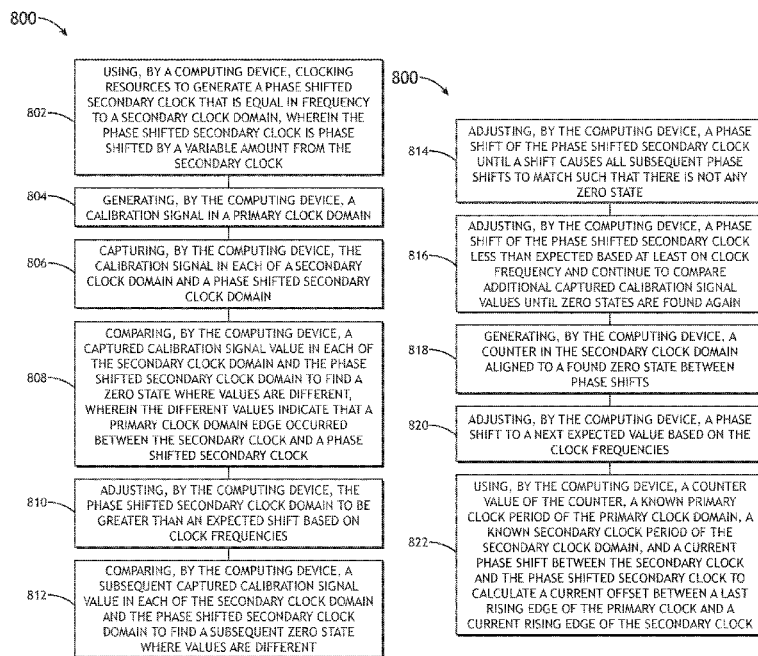 800
802
USING, BY A COMPUTING DEVICE, CLOCKING
RESOURCES TO GENERATE A PHASE SHIFTED
SECONDARY CLOCK THAT IS EQUAL IN FREQUENCY
TO A SECONDARY CLOCK DOMAIN, WHEREIN THE
PHASE SHIFTED SECONDARY CLOCK IS PHASE
SHIFTED BY A VARIABLE AMOUNT FROM THE
SECONDARY CLOCK
804
GENERATING, BY THE COMPUTING DEVICE, A
CALIBRATION SIGNAL IN A PRIMARY CLOCK DOMAIN
806
CAPTURING, BY THE COMPUTING DEVICE, THE
CALIBRATION SIGNAL IN EACH OF A SECONDARY
CLOCK DOMAIN AND A PHASE SHIFTED SECONDARY
CLOCK DOMAIN
808
COMPARING, BY THE COMPUTING DEVICE, A
CAPTURED CALIBRATION SIGNAL VALUE IN EACH OF
THE SECONDARY CLOCK DOMAIN AND THE PHASE
SHIFTED SECONDARY CLOCK DOMAIN TO FIND A
ZERO STATE WHERE VALUES ARE DIFFERENT,
WHEREIN THE DIFFERENT VALUES INDICATE THAT A
PRIMARY CLOCK DOMAIN EDGE OCCURRED
BETWEEN THE SECONDARY CLOCK AND A PHASE
SHIFTED SECONDARY CLOCK
810
ADJUSTING, BY THE COMPUTING DEVICE, THE
PHASE SHIFTED SECONDARY CLOCK DOMAIN TO BE
GREATER THAN AN EXPECTED SHIFT BASED ON
CLOCK FREQUENCIES
812
COMPARING, BY THE COMPUTING DEVICE, A
SUBSEQUENT CAPTURED CALIBRATION SIGNAL
VALUE IN EACH OF THE SECONDARY CLOCK DOMAIN
AND THE PHASE SHIFTED SECONDARY CLOCK
DOMAIN TO FIND A SUBSEQUENT ZERO STATE
WHERE VALUES ARE DIFFERENT
800
814
ADJUSTING, BY THE COMPUTING DEVICE, A PHASE
SHIFT OF THE PHASE SHIFTED SECONDARY CLOCK
UNTIL A SHIFT CAUSES ALL SUBSEQUENT PHASE
SHIFTS TO MATCH SUCH THAT THERE IS NOT ANY
ZERO STATE
816
ADJUSTING, BY THE COMPUTING DEVICE, A PHASE
SHIFT OF THE PHASE SHIFTED SECONDARY CLOCK
LESS THAN EXPECTED BASED AT LEAST ON CLOCK
FREQUENCY AND CONTINUE TO COMPARE
ADDITIONAL CAPTURED CALIBRATION SIGNAL
VALUES UNTIL ZERO STATES ARE FOUND AGAIN
818
GENERATING, BY THE COMPUTING DEVICE, A
COUNTER IN THE SECONDARY CLOCK DOMAIN
ALIGNED TO A FOUND ZERO STATE BETWEEN
PHASE SHIFTS
820
ADJUSTING, BY THE COMPUTING DEVICE, A PHASE
SHIFT TO A NEXT EXPECTED VALUE BASED ON THE
CLOCK FREQUENCIES
822
USING, BY THE COMPUTING DEVICE, A COUNTER
VALUE OF THE COUNTER, A KNOWN PRIMARY
CLOCK PERIOD OF THE PRIMARY CLOCK DOMAIN, A
KNOWN SECONDARY CLOCK PERIOD OF THE
SECONDARY CLOCK DOMAIN, AND A CURRENT
PHASE SHIFT BETWEEN THE SECONDARY CLOCK
AND THE PHASE SHIFTED SECONDARY CLOCK TO
CALCULATE A CURRENT OFFSET BETWEEN A LAST
RISING EDGE OF THE PRIMARY CLOCK AND A
CURRENT RISING EDGE OF THE SECONDARY CLOCK